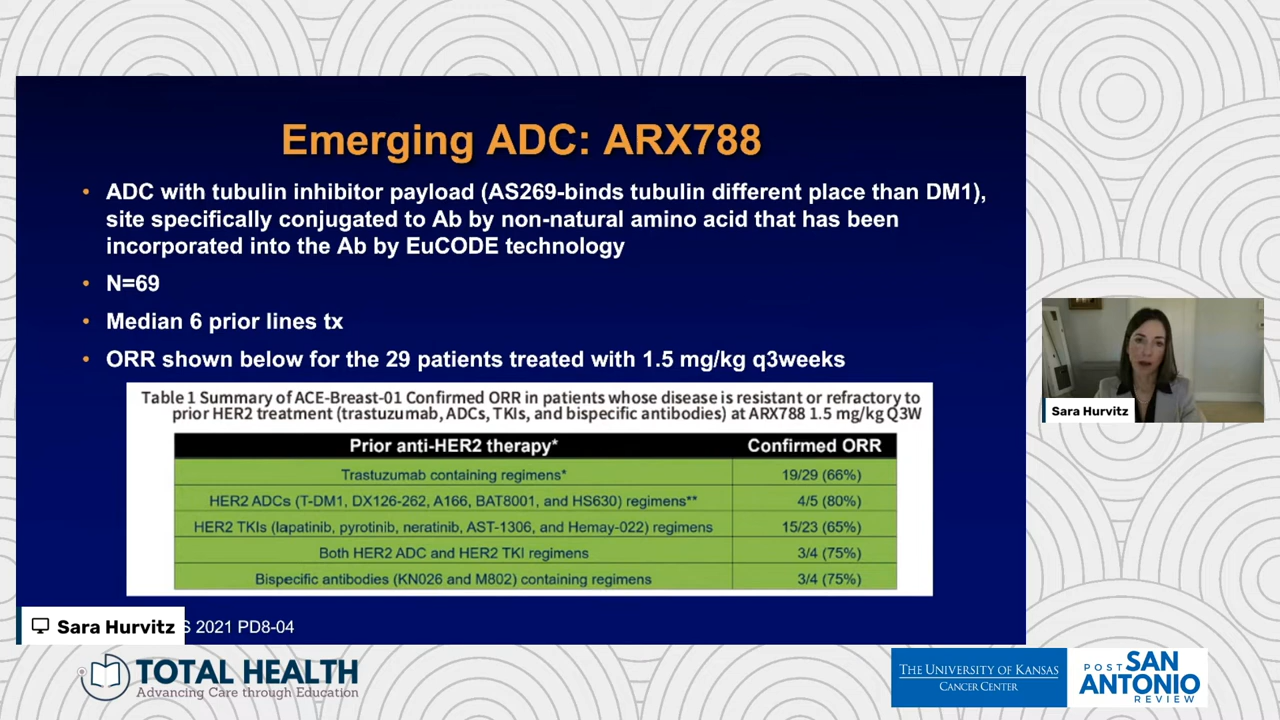 Emerging ADC: ARX788
• ADC with tubulin inhibitor payload (AS269-binds tubulin different place than DM1),
site specifically conjugated to Ab by non-natural amino acid that has been
incorporated into the Ab by EuCODE technology
• N=69
• Median 6 prior lines tx
• ORR shown below for the 29 patients treated with 1.5 mg/kg q3weeks
Table 1 Summary of ACE-Breast-01 Confirmed ORR in patients whose disease is resistant or refractory to
prior HER2 treatment (trastuzumab, ADCs, TKIs, and bispecific antibodies) at ARX788 1.5 mg/kg Q3W
Prior anti-HER2 therapy* Confirmed ORR
Trastuzumab containing regimens* 19/29 (66%)
HER2 ADCs (T-DM1, DX126-262, A166, BAT8001, and HS630) regimens** 4/5 (80%)
HER2 TKIs (lapatinib, pyrotinib, neratinib, AST-1306, and Hemay-022) regimens 15/23 (65%)
Both HER2 ADC and HER2 TKI regimens 3/4 (75%)
Bispecific antibodies (KN026 and M802) containing regimens 3/4 (75%)
Sara Hurvitz
Sara Hurvitz S 2021 PD8-04
TOTAL HEALTH
Advancing Care through Education
THE UNIVERSITY OF KANSAS
CANCER CENTER
POST SAN
ANTONIO
REVIEW